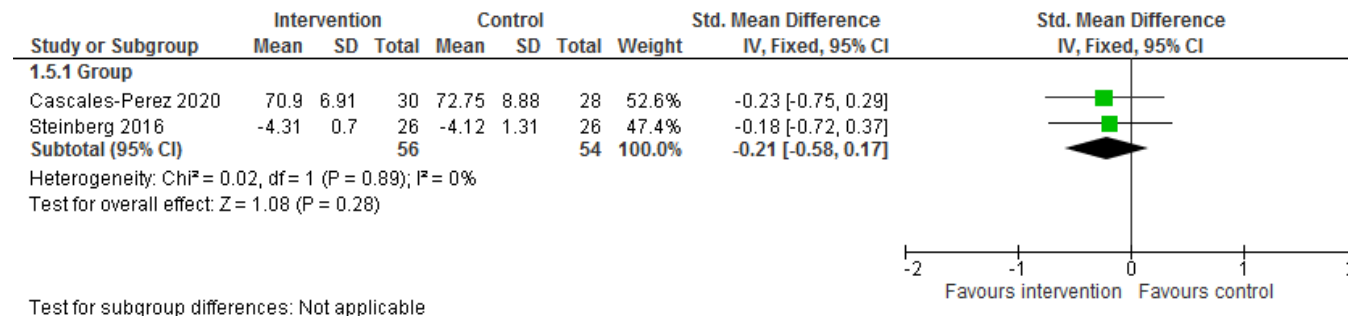 Intervention Control Std. Mean Difference Std. Mean Difference
Study or Subgroup Mean SD Total Mean SD Total Weight IV, Fixed, 95% CI IV, Fixed, 95% CI
1.5.1 Group
Cascales-Perez 2020 70.9 6.91 30 72.75 8.88 28 52.6% -0.23 [-0.75, 0.29]
Steinberg 2016 -4.31 0.7 26 -4.12 1.31 26 47.4% -0.18 [-0.72, 0.37]
Subtotal (95% CI) 56 54 100.0% -0.21 [-0.58, 0.17]
Heterogeneity: Chi² = 0.02, df = 1 (P = 0.89); I² = 0%
Test for overall effect: Z = 1.08 (P = 0.28)
-2 -1 0 1
Favours intervention Favours control
Test for subgroup differences: Not applicable